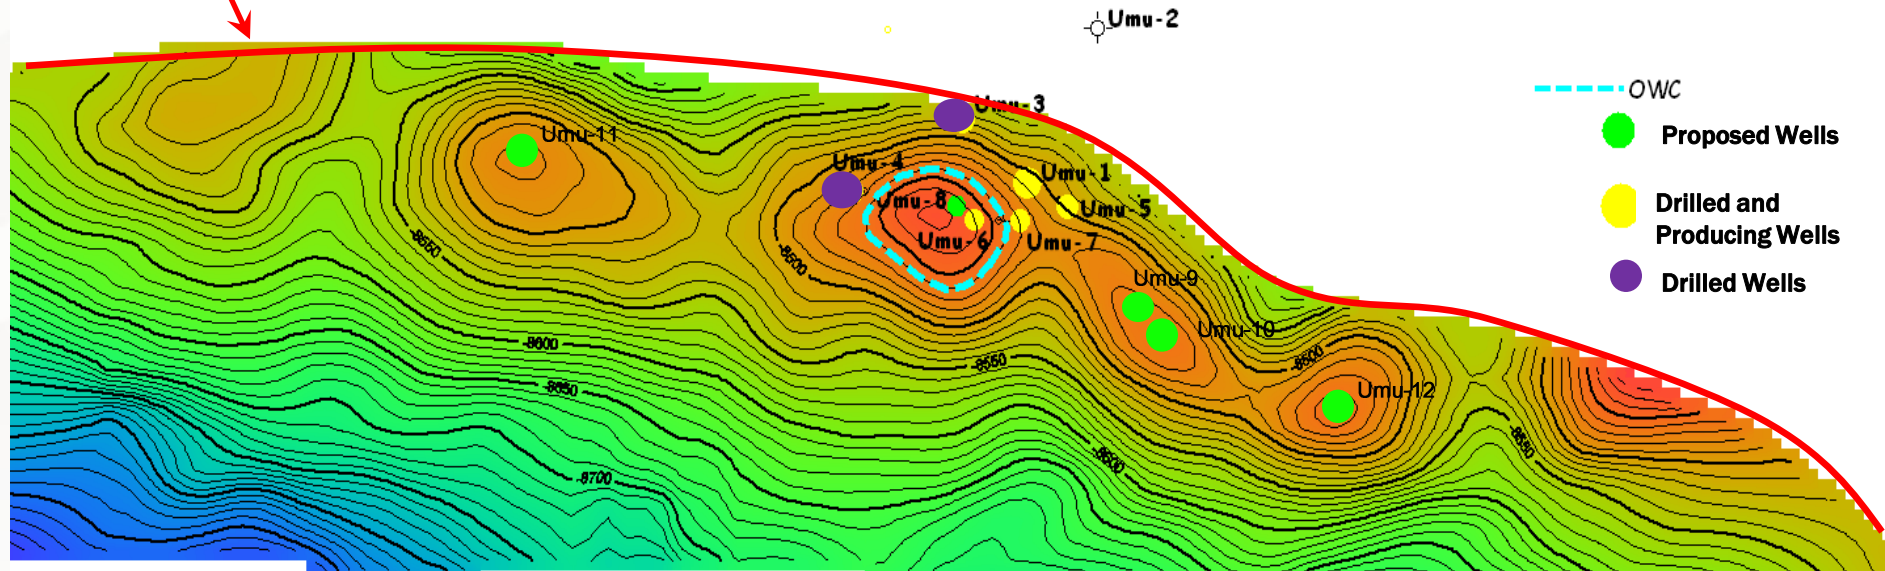 Umu-2
OWC
Umu-3
Proposed Wells
Umu-11
Umu-4
Umu-1
Umu-8
Umu-5
Drilled and
Producing Wells
Umu-6
Umu-7
-8550
-8500
Umu-9
Drilled Wells
Umu-10
-8600
-8550
-8500
-8650
Umu-12
-8550
-8600
-8700